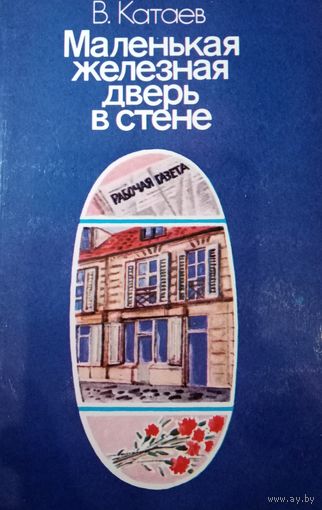 В. Катаев
Маленькая
железная
дверь
в стене
РАБОЧАЯ ГАЗЕТА
www.ay.by